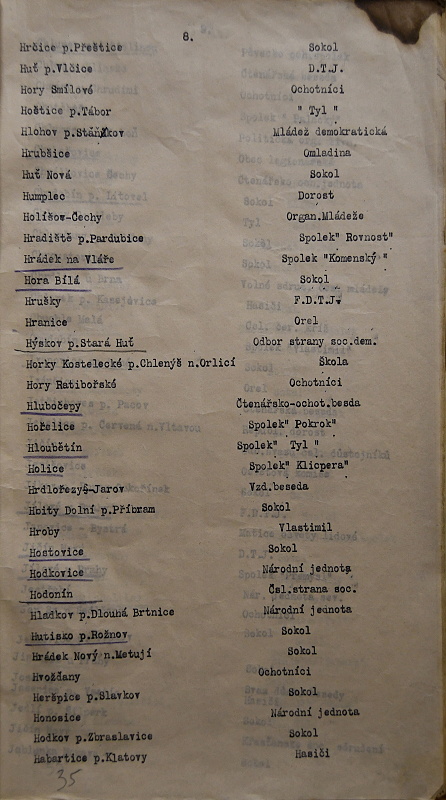 8.
Hrčice p.Přeštice Sokol
Huť p.Vlčice D.T.J.
Hory Smilové Ochotníci
Hoštice p.Tábor " Tyl "
Hlohov p.Staňkov Mládež demokratická
Hrubšice Omladina
Huť Nová Sokol
Humplec Dorost
Holíšov-Čechy Organ.Mládeže
Hradiště p.Pardubice Spolek" Rovnost"
Hrádek na Vláře Spolek "Komenský "
Hora Bílá Sokol
Hrušky F.D.T.J.
Hranice Orel
Hýskov p.Stará Huť Odbor strany soc.dem.
Horky Kostelecké p.Chlenyš n.Orlicí Škola
Hory Ratibořské Ochotníci
Hlubočepy Čtenářsko-ochot.besda
Hořslice Spolek" Pokrok"
Hloubětín Spolek" Tyl "
Holice Spolek" Klicpera"
Hrdlořezy-Jarov Vzd.beseda
Hbity Dolní p.Příbram Sokol
Hroby Vlastimil
Hostovice Sokol
Hodkovice Národní jednota
Hodonín Čsl.strana soc.
Hladkov p.Dlouhá Brtnice Národní jednota
Hutisko p.Rožnov Sokol
Hrádek Nový n.Metují Sokol
Hvožďany Ochotníci
Heršpice p.Slavkov Sokol
Honosice Národní jednota
Hodkov p.Zbraslavice Sokol
Habartice p.Klatovy Hasiči
35